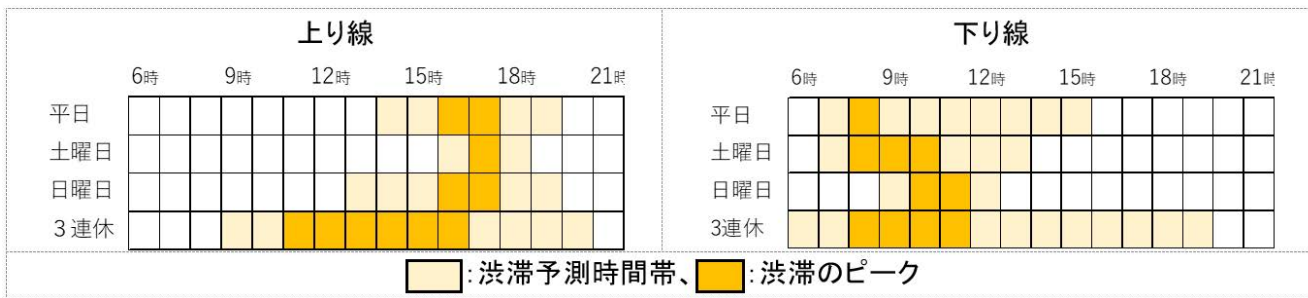 上り線
6時 9時 12時 15時 18時 21時
平日
土曜日
日曜日
３連休
下り線
6時 9時 12時 15時 18時 21時
平日
土曜日
日曜日
3連休
:渋滞予測時間帯、 :渋滞のピーク